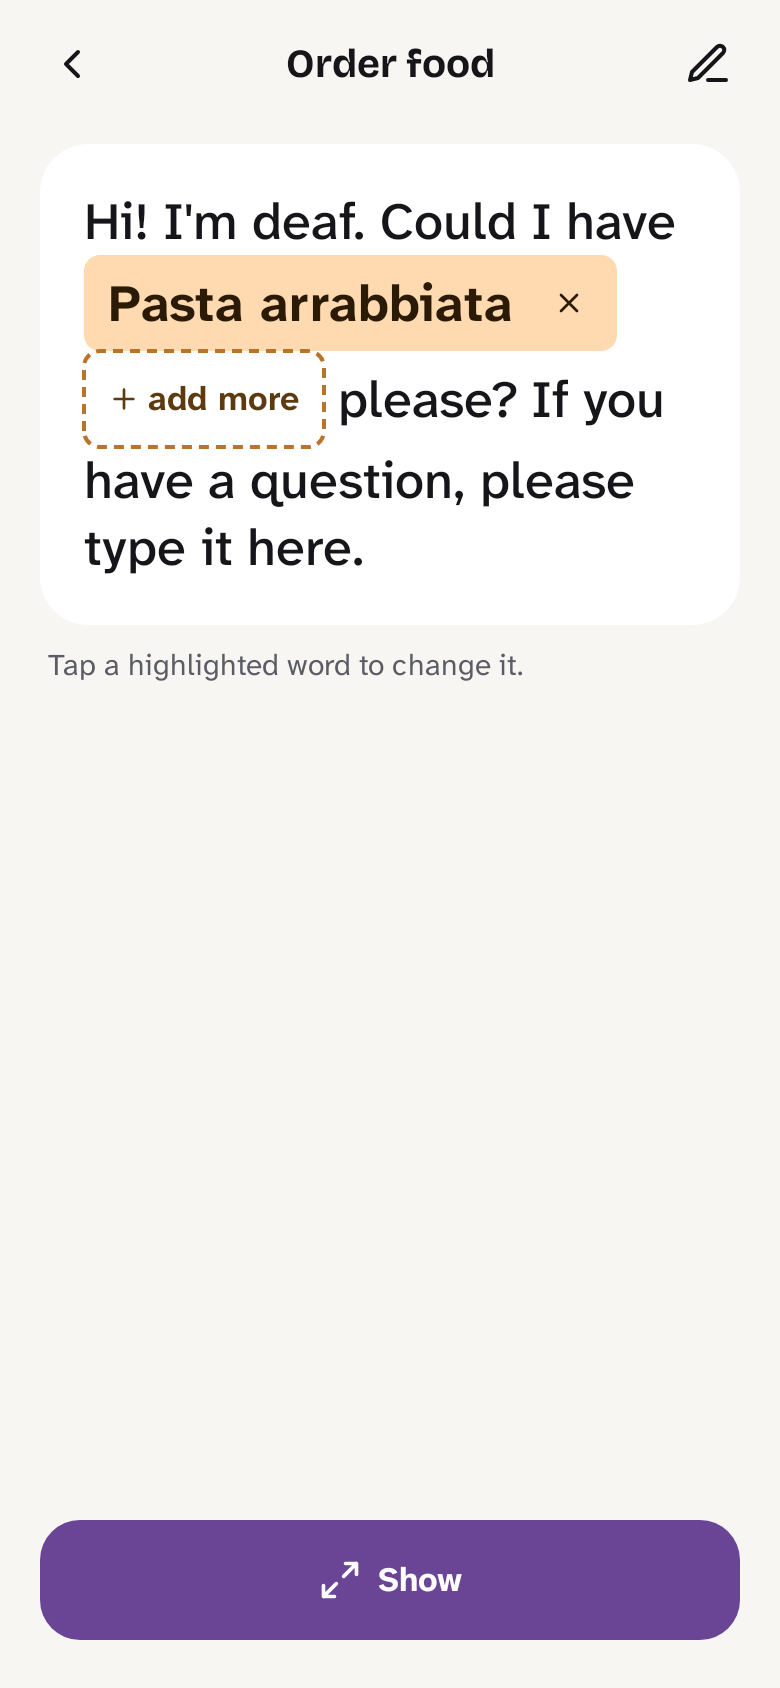 Order food
Hi! I'm deaf. Could I have
Pasta arrabbiata ×
+ add more please? If you
have a question, please
type it here.
Tap a highlighted word to change it.
Show